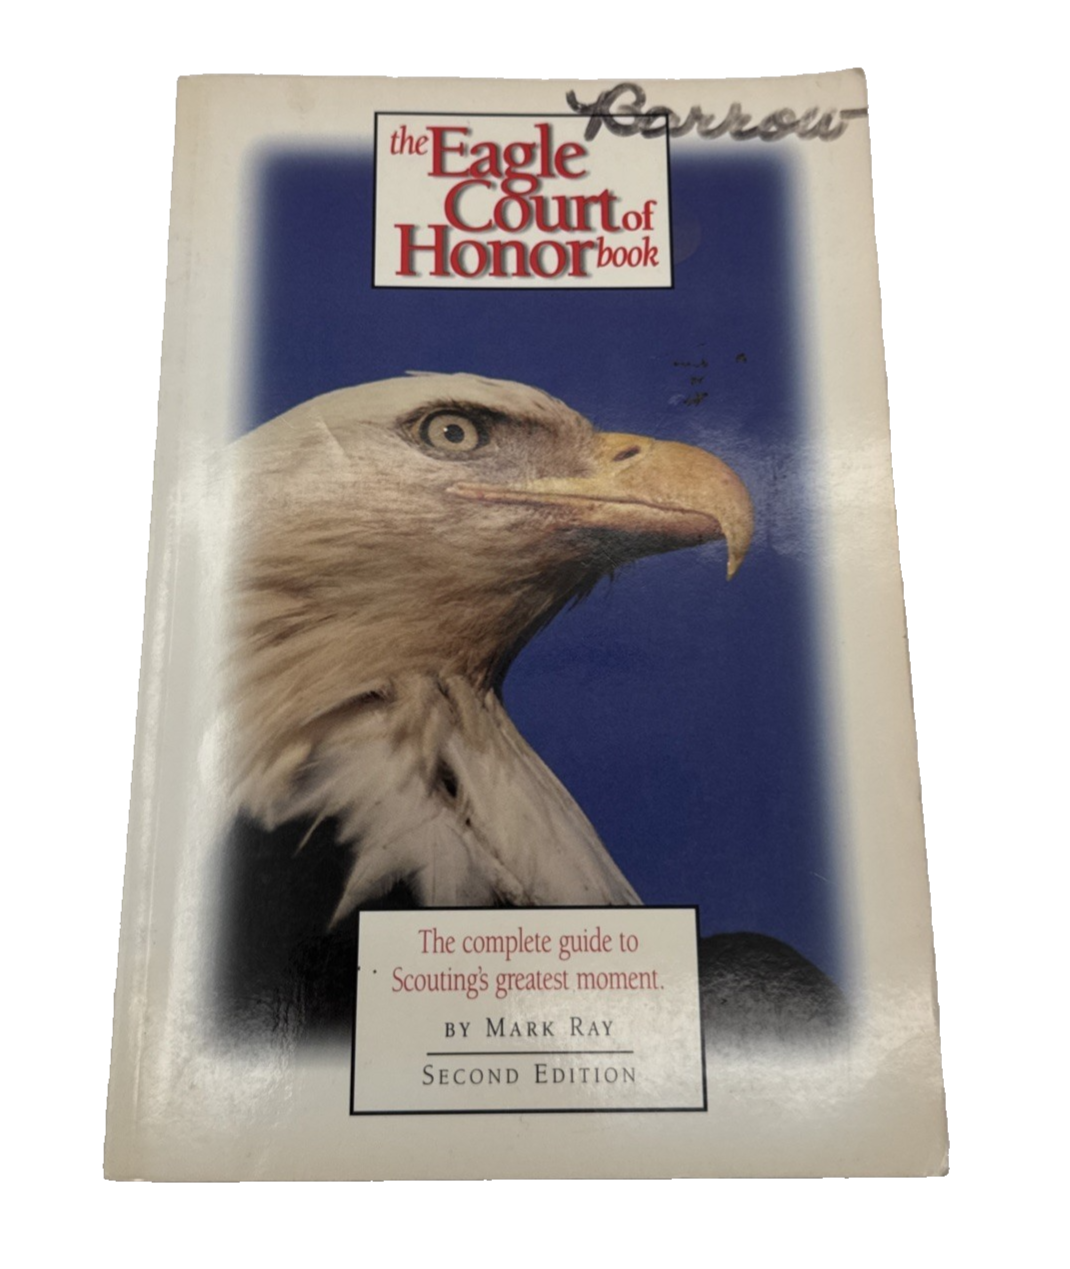 Barrow
the Eagle
Court of
Honor book
The complete guide to
Scouting's greatest moment.
BY MARK RAY
SECOND EDITION